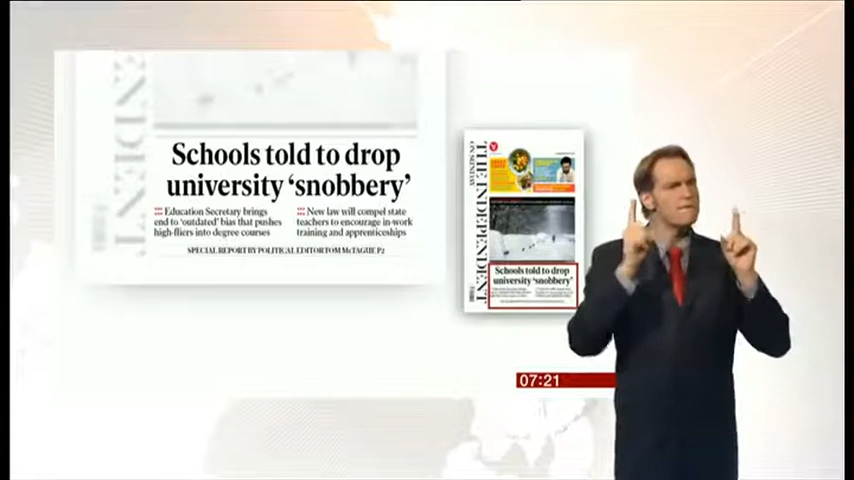 Schools told to drop
university ‘snobbery’
Education Secretary brings
end to ‘outdated’ bias that pushes
high-fliers into degree courses
New law will compel state
teachers to encourage in-work
training and apprenticeships
SPECIAL REPORT BY POLITICAL EDITOR TOM McTAGUE P2
THE INDEPENDENT
ON SUNDAY
Schools told to drop
university ‘snobbery’
07:21